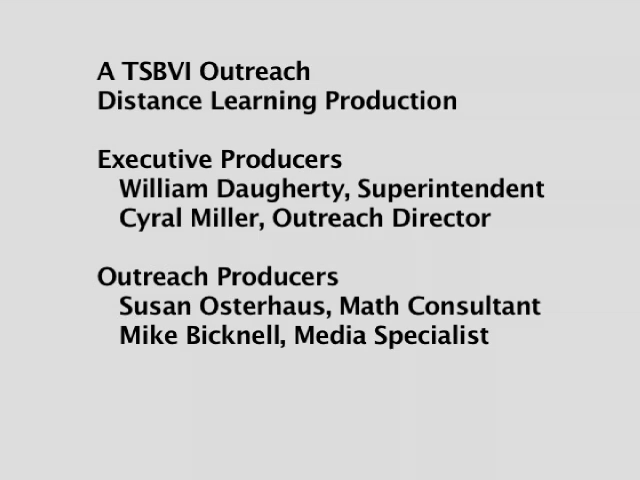 A TSBVI Outreach
Distance Learning Production
Executive Producers
William Daugherty, Superintendent
Cyral Miller, Outreach Director
Outreach Producers
Susan Osterhaus, Math Consultant
Mike Bicknell, Media Specialist